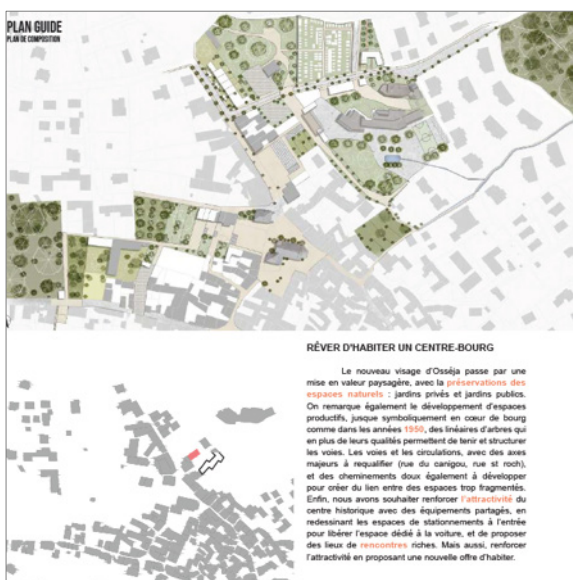 PLAN GUIDE
PLAN DE COMPOSITION
RÊVER D'HABITER UN CENTRE-BOURG
Le nouveau visage d'Osséja passe par une
mise en valeur paysagère, avec la préservations des
espaces naturels : jardins privés et jardins publics.
On remarque également le développement d'espaces
productifs, jusque symboliquement en cœur de bourg
comme dans les années 1950, des linéaires d'arbres qui
en plus de leurs qualités permettent de tenir et structurer
les voies. Les voies et les circulations, avec des axes
majeurs à requalifier (rue du canigou, rue st roch),
et des cheminements doux également à développer
pour créer du lien entre des espaces trop fragmentés.
Enfin, nous avons souhaiter renforcer l'attractivité du
centre historique avec des équipements partagés, en
redessinant les espaces de stationnements à l'entrée
pour libérer l'espace dédié à la voiture, et de proposer
des lieux de rencontres riches. Mais aussi, renforcer
l'attractivité en proposant une nouvelle offre d'habiter.